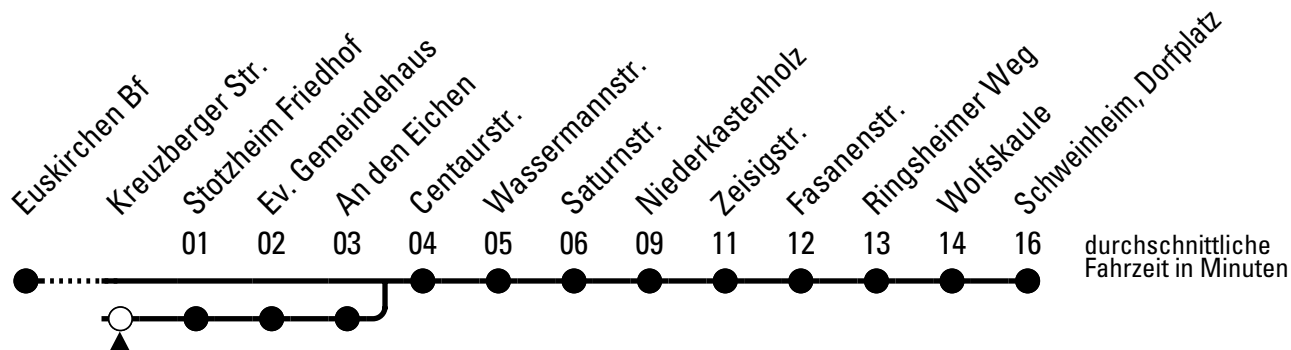 Euskirchen Bf
Kreuzberger Str.
Stotzheim Friedhof
Ev. Gemeindehaus
An den Eichen
Centaurstr.
Wassermannstr.
Saturnstr.
Niederkastenholz
Zeisigstr.
Fasanenstr.
Ringsheimer Weg
Wolfskaule
Schweinheim, Dorfplatz
01 02 03 04 05 06 09 11 12 13 14 16
durchschnittliche
Fahrzeit in Minuten